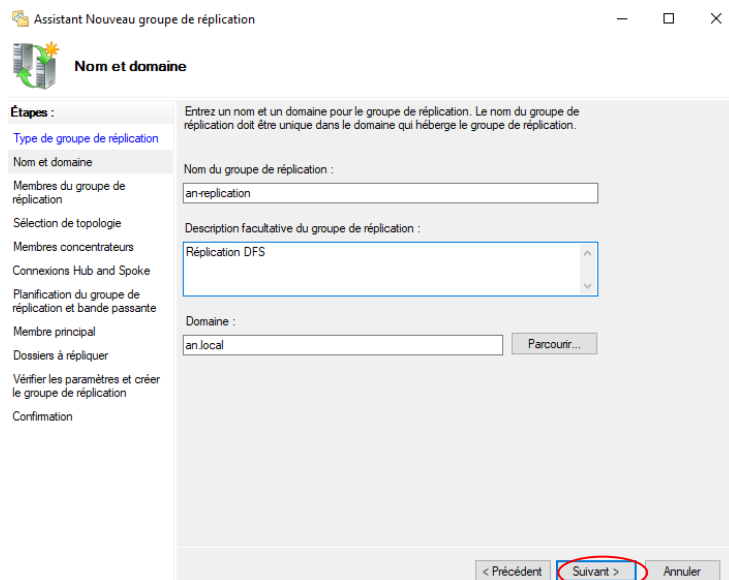 Assistant Nouveau groupe de réplication
Nom et domaine
Étapes :
Type de groupe de réplication
Nom et domaine
Membres du groupe de
réplication
Sélection de topologie
Membres concentrateurs
Connexions Hub and Spoke
Planification du groupe de
réplication et bande passante
Membre principal
Dossiers à répliquer
Vérifier les paramètres et créer
le groupe de réplication
Confirmation
Entrez un nom et un domaine pour le groupe de réplication. Le nom du groupe de
réplication doit être unique dans le domaine qui héberge le groupe de réplication.
Nom du groupe de réplication :
an-replication
Description facultative du groupe de réplication :
Réplication DFS
Domaine :
an.local
Parcourir...
< Précédent
Suivant >
Annuler